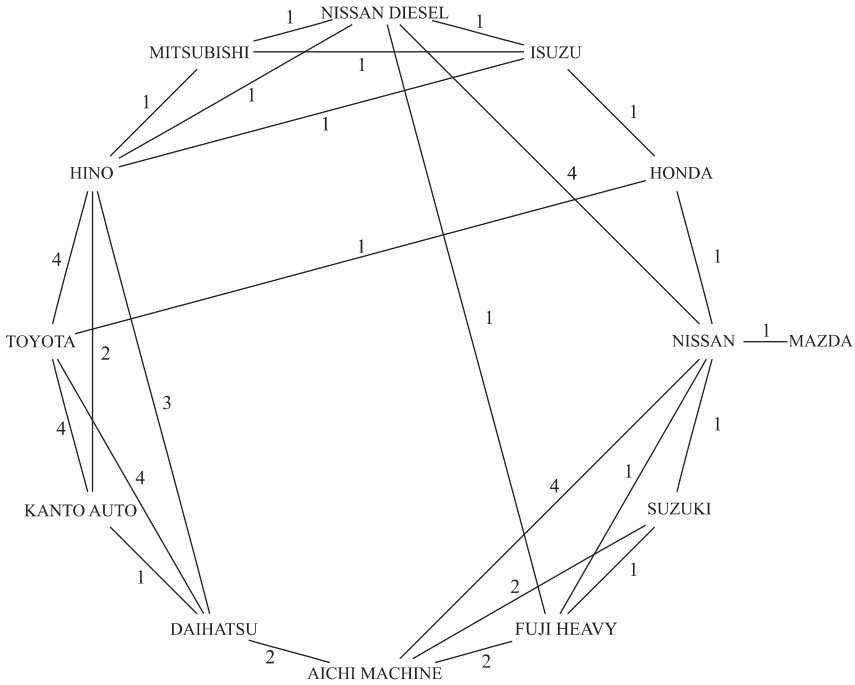 NISSAN DIESEL
1
1
MITSUBISHI
ISUZU
1
1
1
1
1
HINO
HONDA
4
1
4
1
1
TOYOTA
NISSAN
1
MAZDA
2
3
4
1
4
4
1
KANTO AUTO
SUZUKI
1
2
1
DAIHATSU
FUJI HEAVY
2
2
AICHI MACHINE